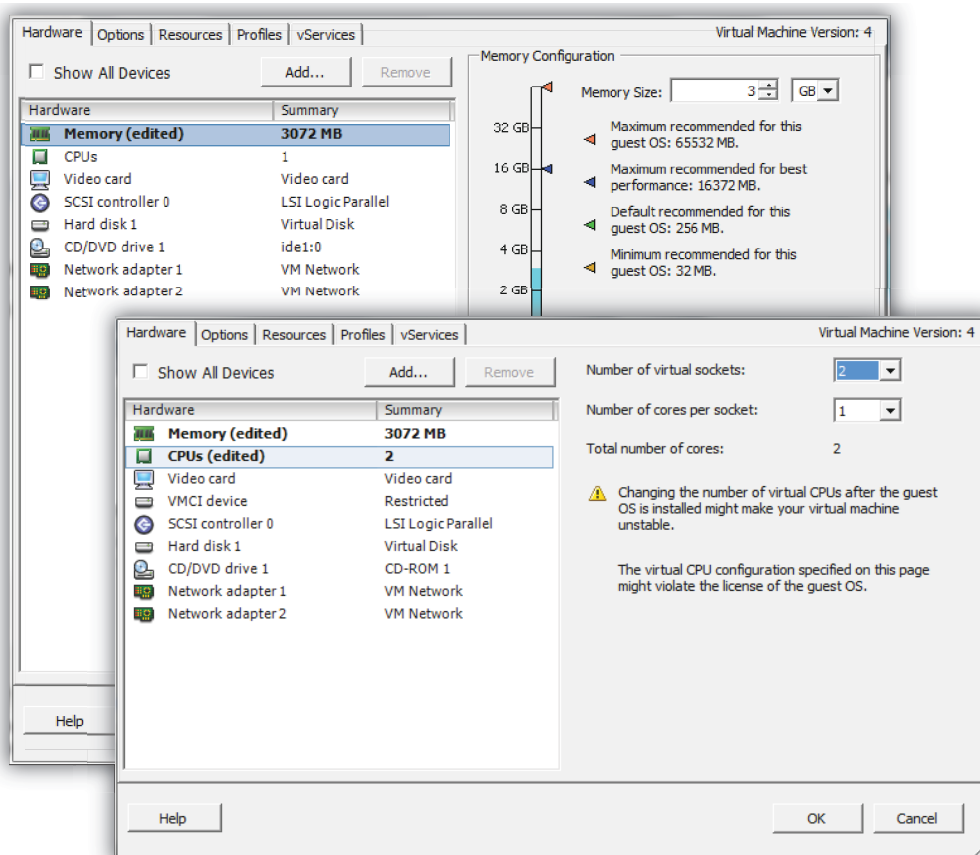 Hardware Options Resources Profiles vServices Virtual Machine Version: 4
Show All Devices Add... Remove
Hardware Summary
Memory (edited) 3072 MB
CPUs 1
Video card Video card
SCSI controller 0 LSI Logic Parallel
Hard disk 1 Virtual Disk
CD/DVD drive 1 ide1:0
Network adapter 1 VM Network
Network adapter 2 VM Network
Memory Configuration
Memory Size: 3 GB
32 GB
16 GB
8 GB
4 GB
2 GB
Maximum recommended for this
guest OS: 65532 MB.
Maximum recommended for best
performance: 16372 MB.
Default recommended for this
guest OS: 256 MB.
Minimum recommended for this
guest OS: 32 MB.
Help
Hardware Options Resources Profiles vServices Virtual Machine Version: 4
Show All Devices Add... Remove
Hardware Summary
Memory (edited) 3072 MB
CPUs (edited) 2
Video card Video card
VMCI device Restricted
SCSI controller 0 LSI Logic Parallel
Hard disk 1 Virtual Disk
CD/DVD drive 1 CD-ROM 1
Network adapter 1 VM Network
Network adapter 2 VM Network
Number of virtual sockets: 2
Number of cores per socket: 1
Total number of cores: 2
Changing the number of virtual CPUs after the guest
OS is installed might make your virtual machine
unstable.
The virtual CPU configuration specified on this page
might violate the license of the guest OS.
Help OK Cancel